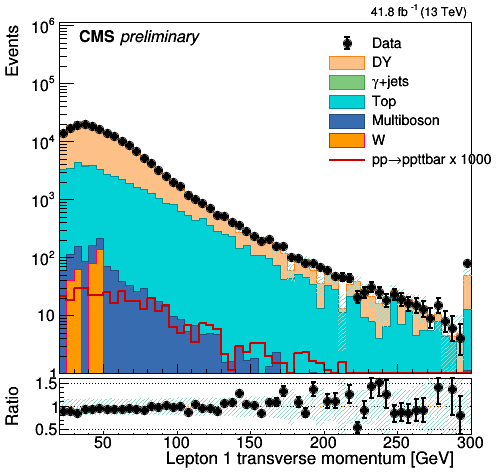 41.8 fb⁻¹ (13 TeV)
CMS preliminary
Events
10⁶
10⁵
10⁴
10³
10²
10
1
Data
DY
γ+jets
Top
Multiboson
W
pp→ppttbar x 1000
Ratio
1.5
1
0.5
50 100 150 200 250 300
Lepton 1 transverse momentum [GeV]